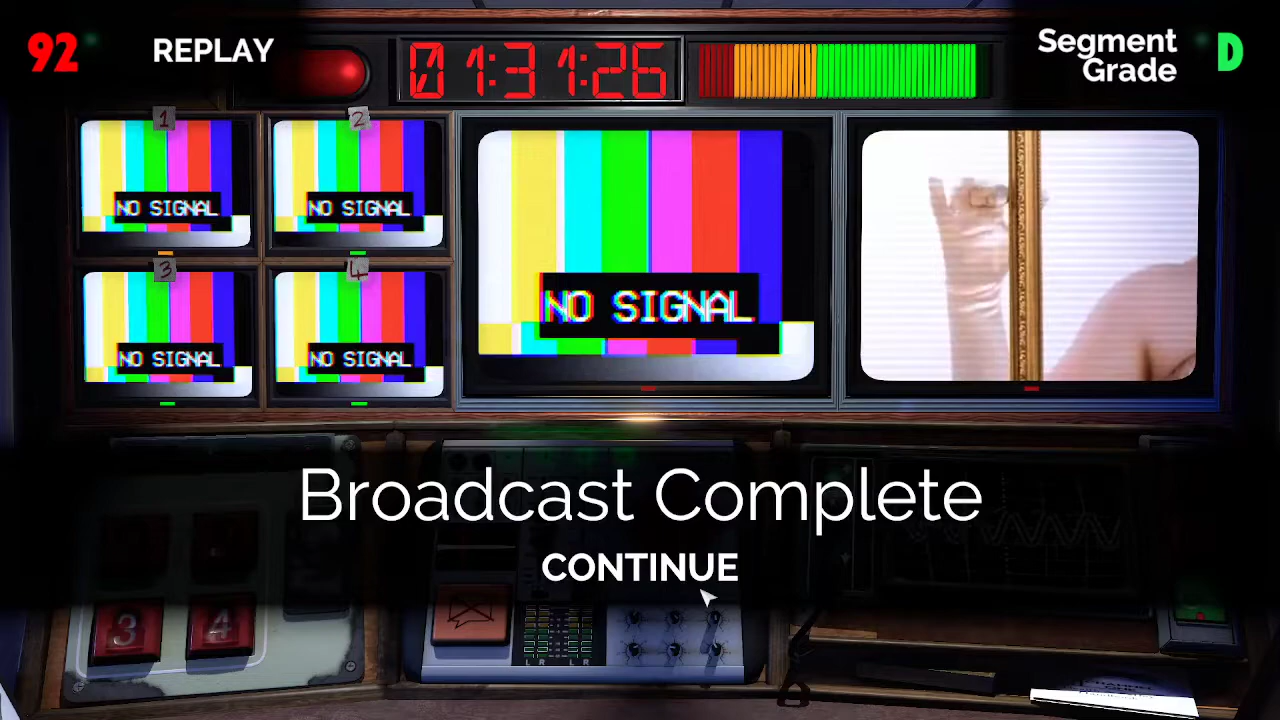 92
REPLAY
01:31:26
Segment
Grade
D
1
2
NO SIGNAL
NO SIGNAL
3
4
NO SIGNAL
NO SIGNAL
NO SIGNAL
Broadcast Complete
CONTINUE
3
4
L R L R